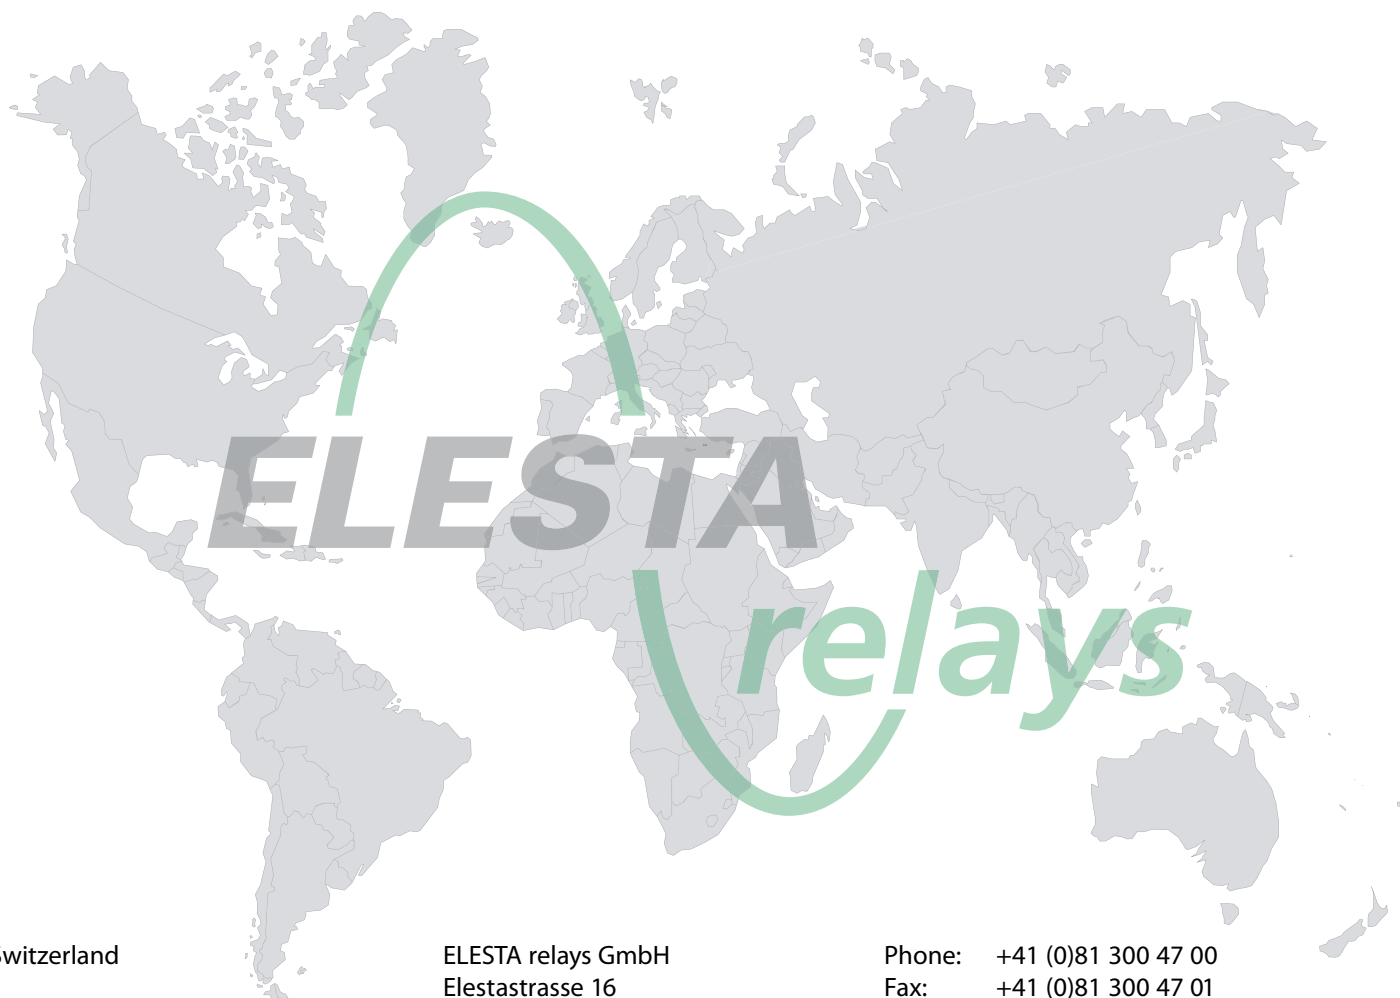 ELESTA
relays
Switzerland
ELESTA relays GmbH
Phone: +41 (0)81 300 47 00
Elestastrasse 16
Fax: +41 (0)81 300 47 01